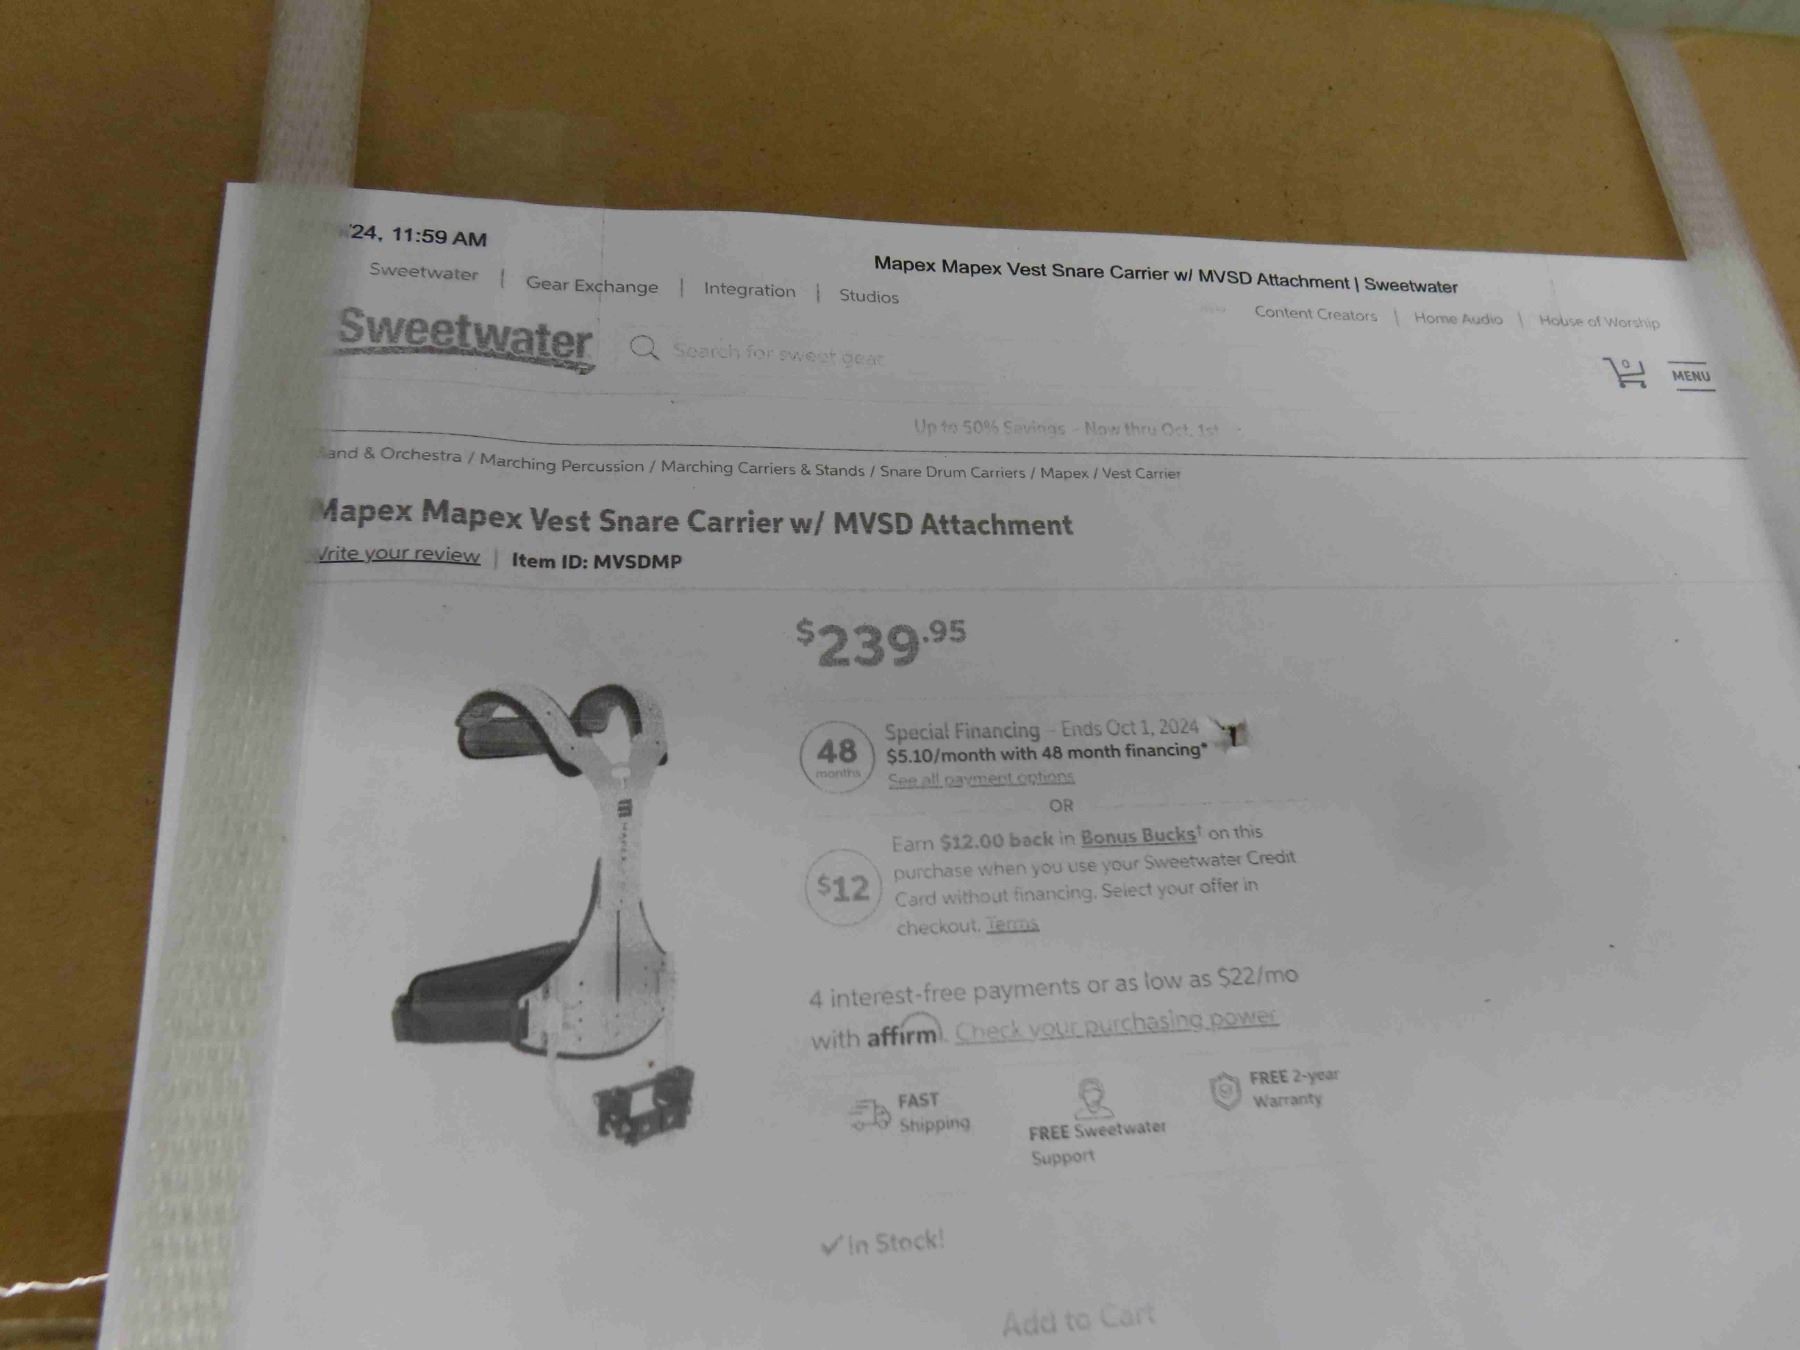 '24, 11:59 AM
Mapex Mapex Vest Snare Carrier w/ MVSD Attachment | Sweetwater
Sweetwater | Gear Exchange | Integration | Studios
Content Creators | Home Audio | House of Worship
Sweetwater
Search for sweet gear
0
MENU
Up to 50% Savings - Now thru Oct. 1st
and & Orchestra / Marching Percussion / Marching Carriers & Stands / Snare Drum Carriers / Mapex / Vest Carrier
Mapex Mapex Vest Snare Carrier w/ MVSD Attachment
Write your review | Item ID: MVSDMP
$239.95
48 months
Special Financing - Ends Oct 1, 2024
$5.10/month with 48 month financing*
See all payment options
OR
$12
Earn $12.00 back in Bonus Bucks† on this
purchase when you use your Sweetwater Credit
Card without financing. Select your offer in
checkout. Terms
4 interest-free payments or as low as $22/mo
with affirm. Check your purchasing power
FAST
Shipping
FREE Sweetwater
Support
FREE 2-year
Warranty
In Stock!
Add to Cart